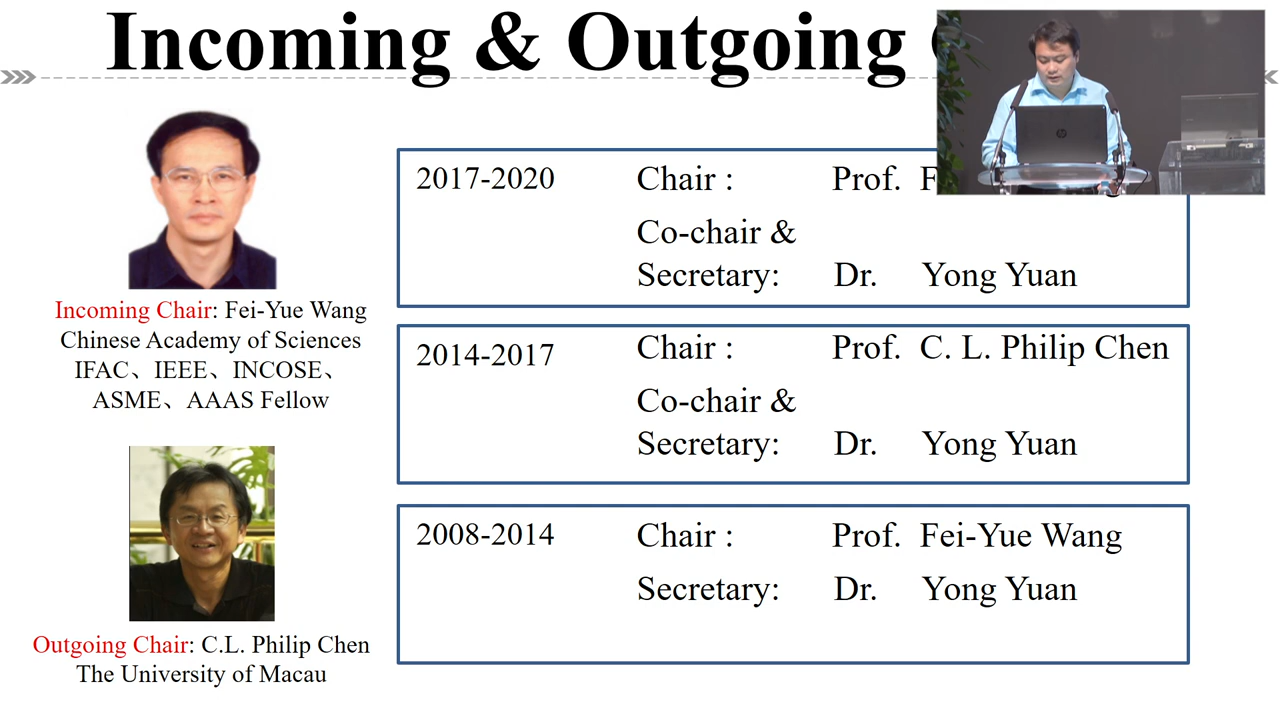 Incoming & Outgoing
2017-2020 Chair : Prof. F
Co-chair &
Secretary: Dr. Yong Yuan
Incoming Chair: Fei-Yue Wang
Chinese Academy of Sciences
IFAC、IEEE、INCOSE、
ASME、AAAS Fellow
2014-2017 Chair : Prof. C. L. Philip Chen
Co-chair &
Secretary: Dr. Yong Yuan
2008-2014 Chair : Prof. Fei-Yue Wang
Secretary: Dr. Yong Yuan
Outgoing Chair: C.L. Philip Chen
The University of Macau